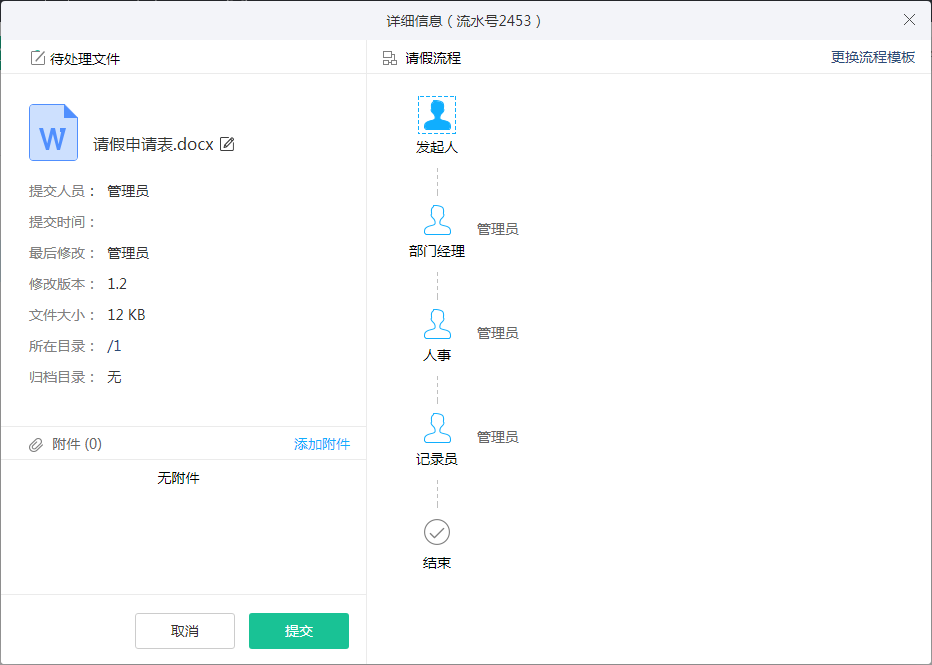 详细信息（流水号2453）
待处理文件
W
请假申请表.docx
提交人员： 管理员
提交时间：
最后修改： 管理员
修改版本： 1.2
文件大小： 12 KB
所在目录： /1
归档目录： 无
附件 (0) 添加附件
无附件
取消 提交
请假流程 更换流程模板
发起人
管理员
部门经理
管理员
人事
管理员
记录员
结束